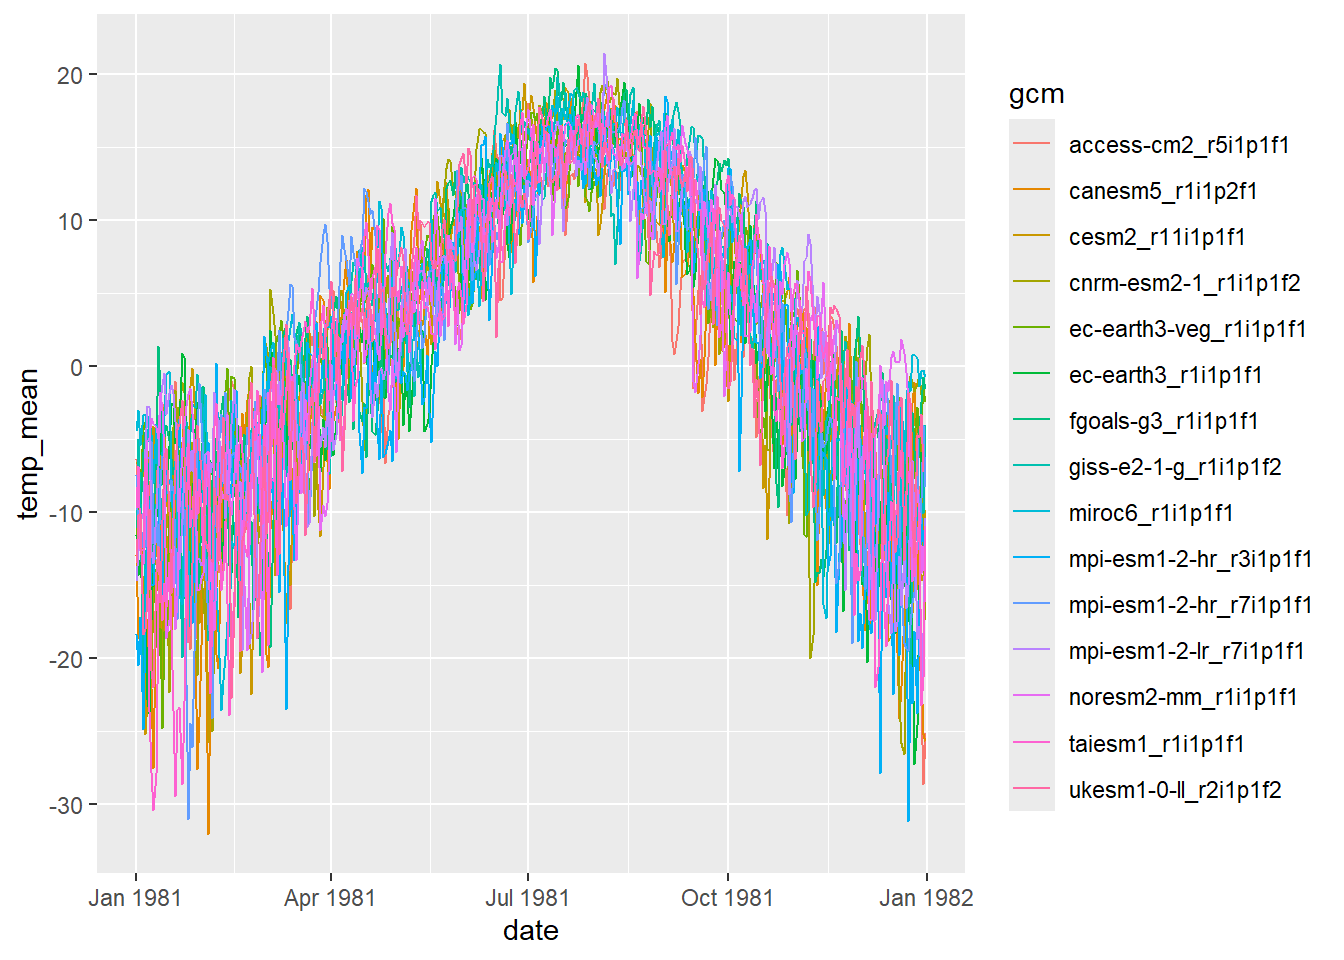 20
10
0
-10
-20
-30
temp_mean
Jan 1981
Apr 1981
Jul 1981
Oct 1981
Jan 1982
date
gcm
access-cm2_r5i1p1f1
canesm5_r1i1p2f1
cesm2_r11i1p1f1
cnrm-esm2-1_r1i1p1f2
ec-earth3-veg_r1i1p1f1
ec-earth3_r1i1p1f1
fgoals-g3_r1i1p1f1
giss-e2-1-g_r1i1p1f2
miroc6_r1i1p1f1
mpi-esm1-2-hr_r3i1p1f1
mpi-esm1-2-hr_r7i1p1f1
mpi-esm1-2-lr_r7i1p1f1
noresm2-mm_r1i1p1f1
taiesm1_r1i1p1f1
ukesm1-0-ll_r2i1p1f2